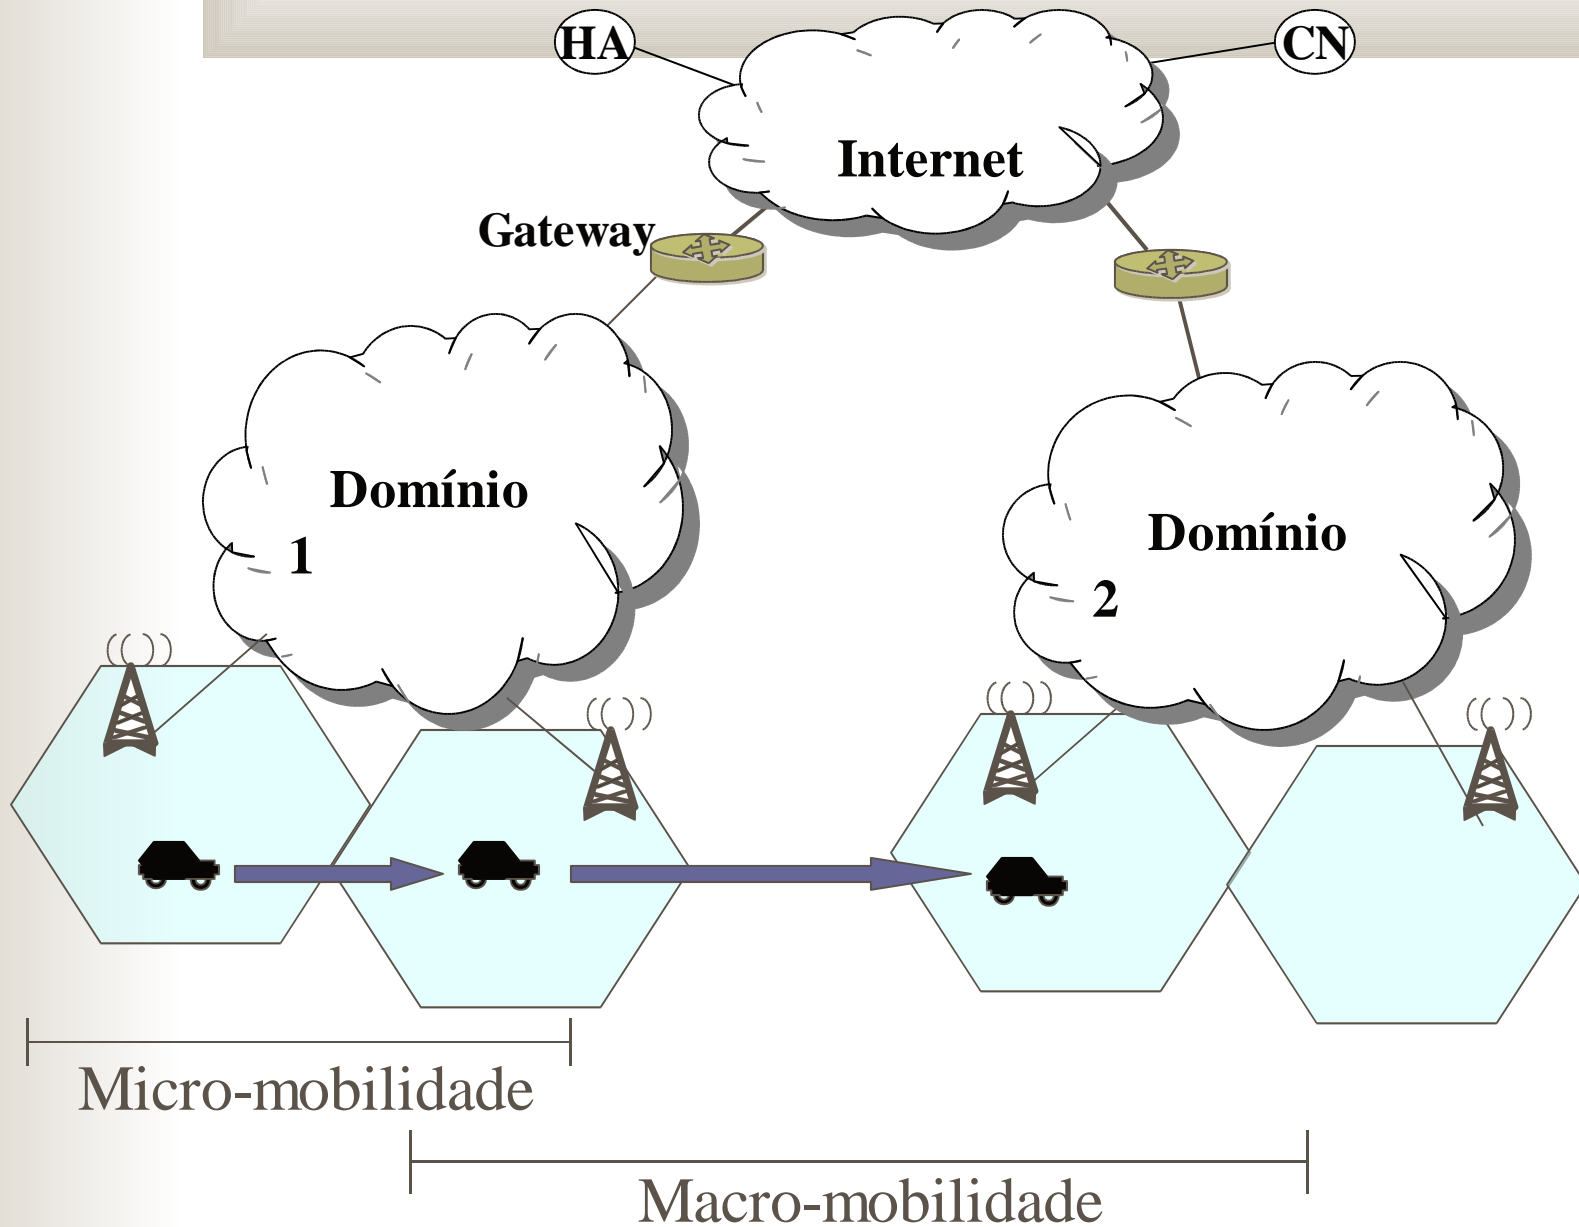 HA
CN
Internet
Gateway
Domínio
1
Domínio
2
Micro-mobilidade
Macro-mobilidade